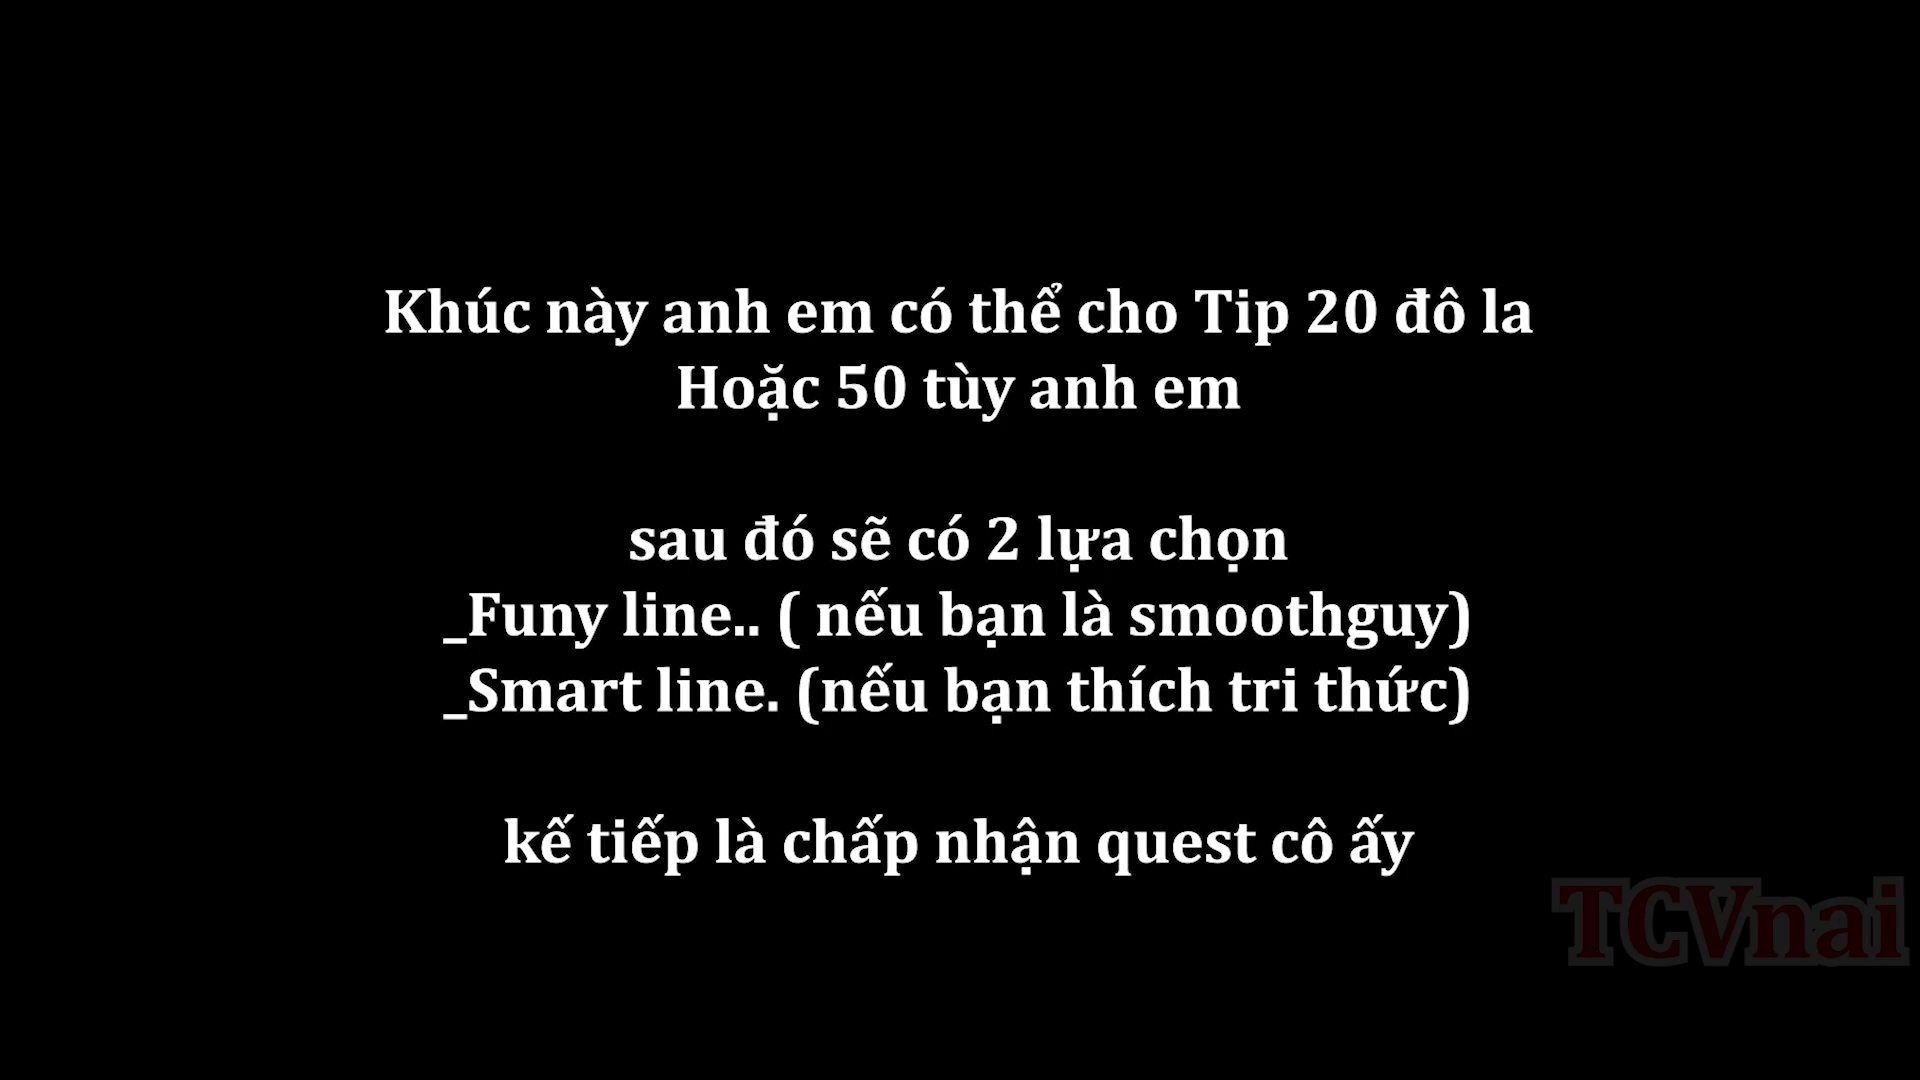 Khúc này anh em có thể cho Tip 20 đô la
Hoặc 50 tùy anh em
sau đó sẽ có 2 lựa chọn
_Funy line.. ( nếu bạn là smoothguy)
_Smart line. (nếu bạn thích tri thức)
kế tiếp là chấp nhận quest cô ấy
TCVnai